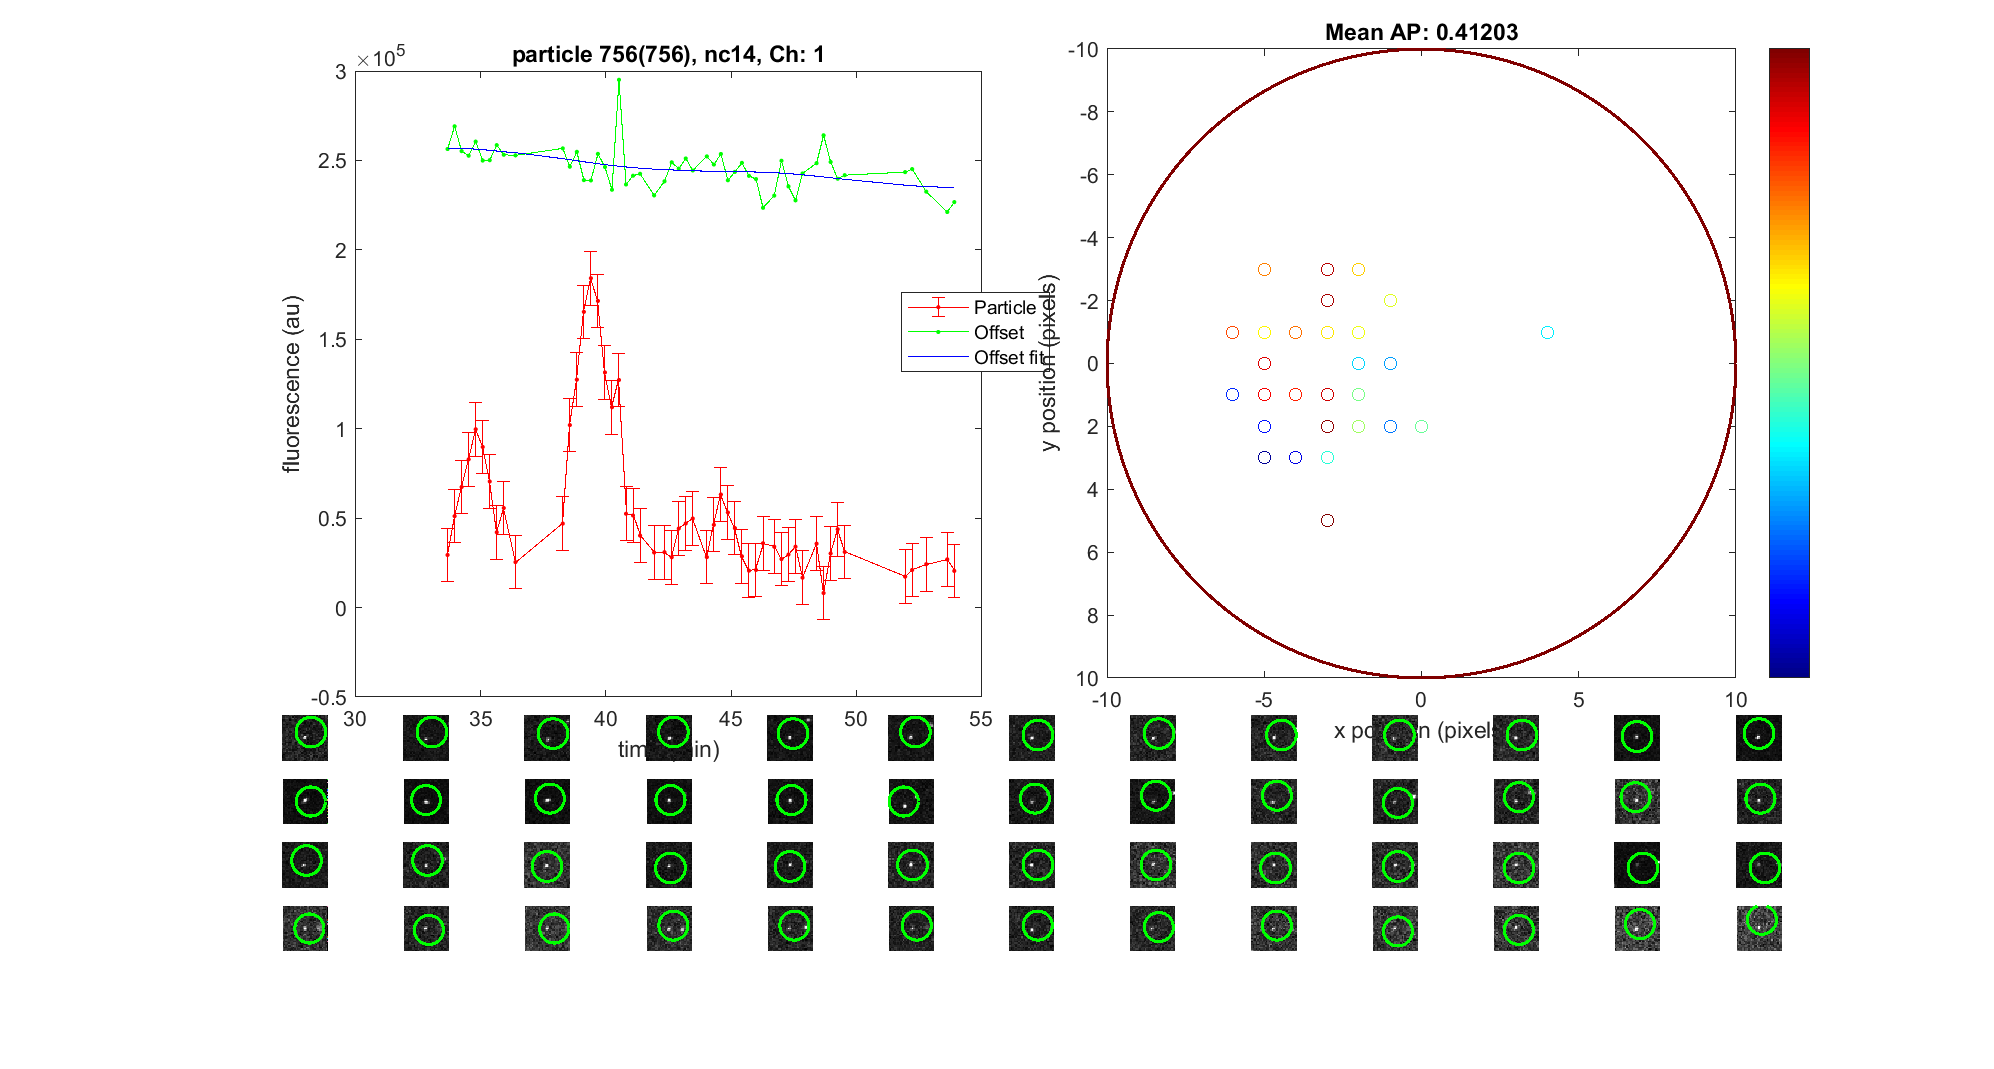 particle 756(756), nc14, Ch: 1
×10^5
3
2.5
2
1.5
1
0.5
0
-0.5
30 35 40 45 50 55
fluorescence (au)
Particle
Offset
Offset fit
Mean AP: 0.41203
-10
-8
-6
-4
-2
0
2
4
6
8
10
-10 -5 0 5 10
y position (pixels)